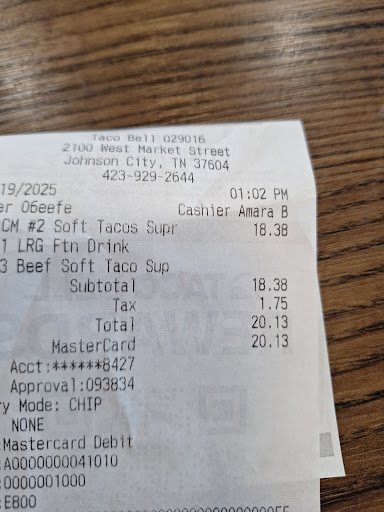 Taco Bell 029016
2100 West Market Street
Johnson City, TN 37604
423-929-2644
19/2025 01:02 PM
er 06eefe Cashier Amara B
CM #2 Soft Tacos Supr 18.38
1 LRG Ftn Drink
3 Beef Soft Taco Sup
Subtotal 18.38
Tax 1.75
Total 20.13
MasterCard 20.13
Acct:******8427
Approval:093834
ry Mode: CHIP
NONE
:Mastercard Debit
:A0000000041010
:0000001000
:E800